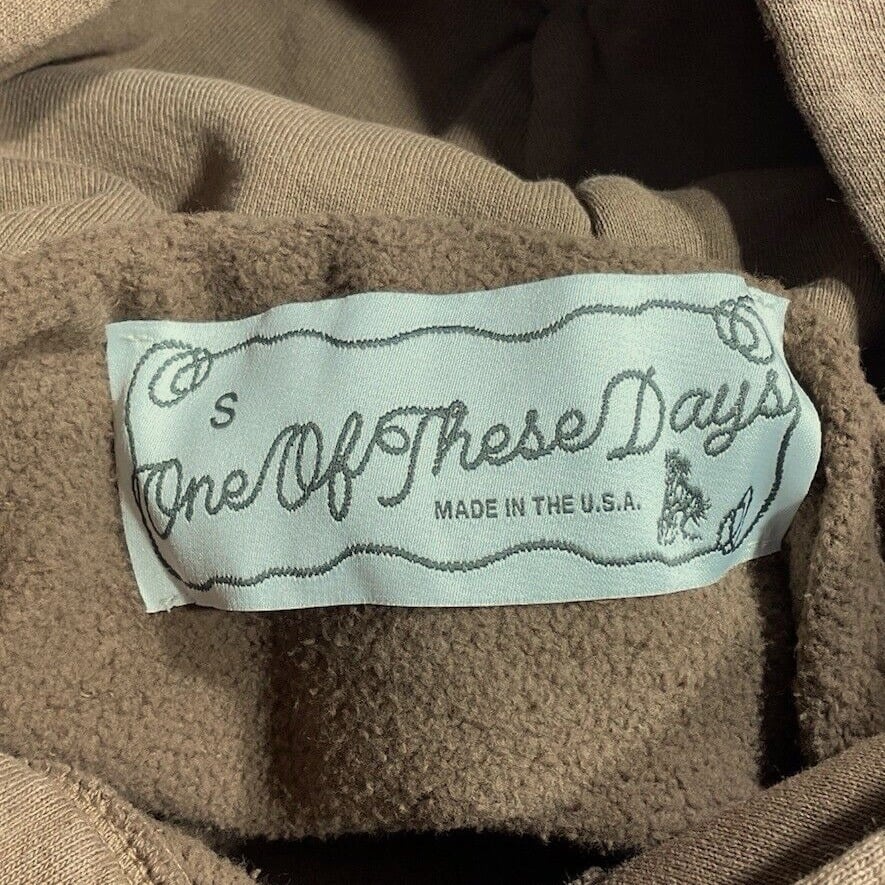 S
One Of These Days
MADE IN THE U.S.A.